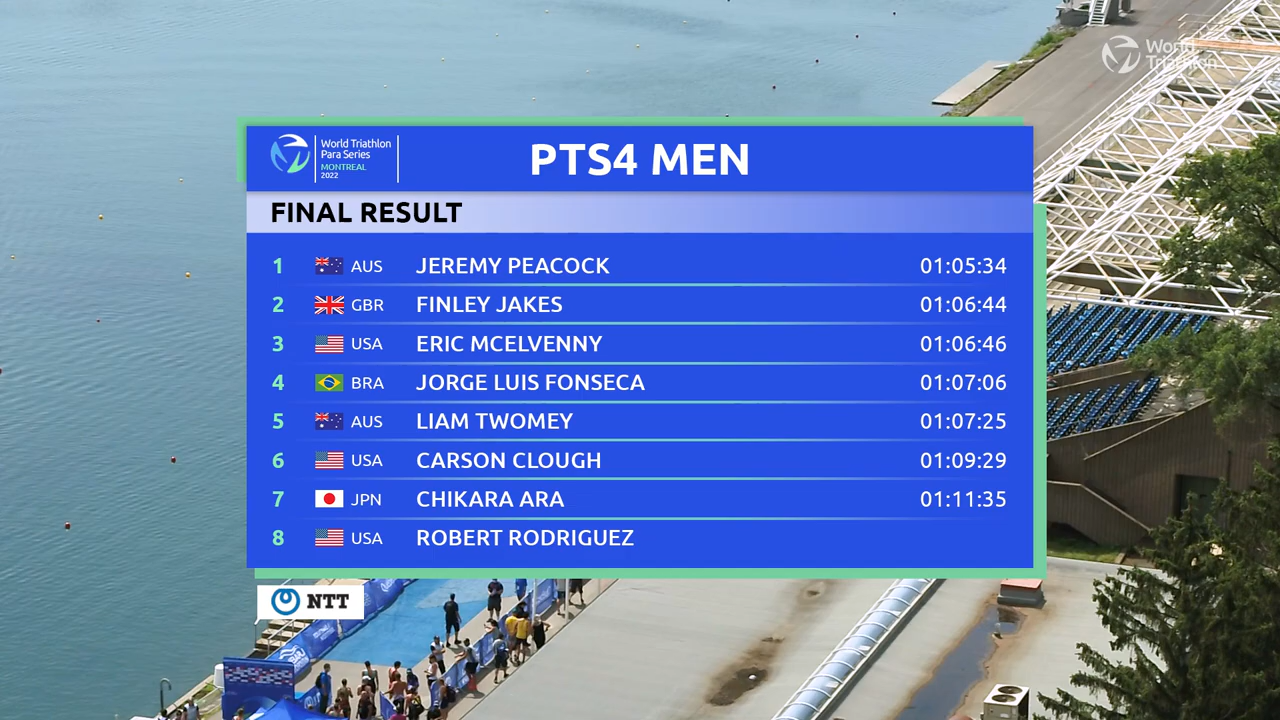 World Triathlon
World Triathlon
Para Series
MONTREAL
2022
PTS4 MEN
FINAL RESULT
1 AUS JEREMY PEACOCK 01:05:34
2 GBR FINLEY JAKES 01:06:44
3 USA ERIC MCELVENNY 01:06:46
4 BRA JORGE LUIS FONSECA 01:07:06
5 AUS LIAM TWOMEY 01:07:25
6 USA CARSON CLOUGH 01:09:29
7 JPN CHIKARA ARA 01:11:35
8 USA ROBERT RODRIGUEZ
NTT